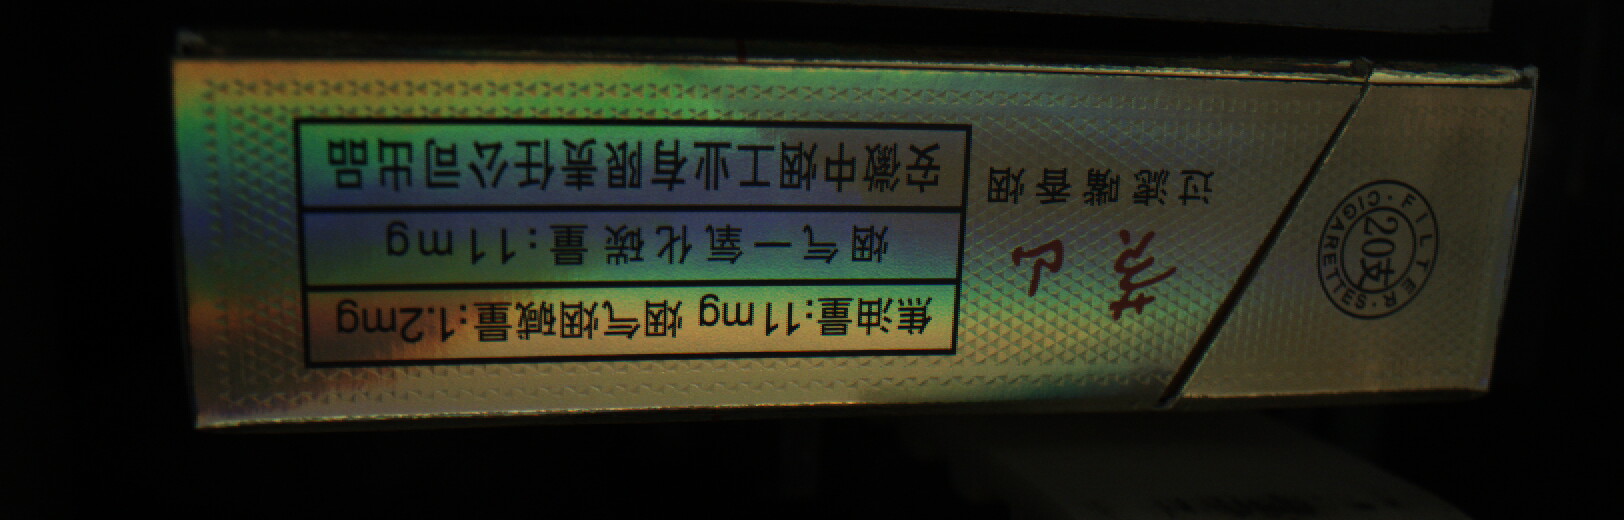 FILTER · CIGARETTES ·
20支
黄山
过滤嘴香烟
焦油量:11mg 烟气烟碱量:1.2mg
烟气一氧化碳量:11mg
安徽中烟工业有限责任公司出品